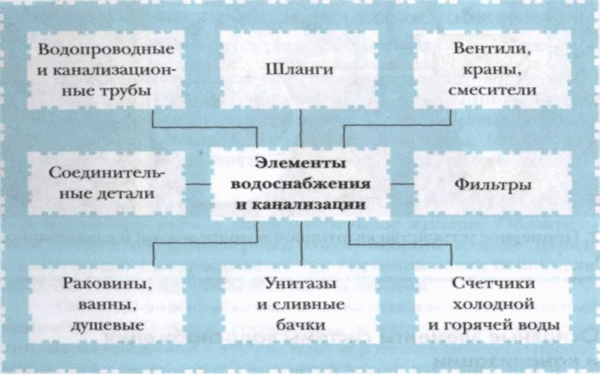 Водопроводные
и канализацион-
ные трубы
Шланги
Вентили,
краны,
смесители
Соединитель-
ные детали
Элементы
водоснабжения
и канализации
Фильтры
Раковины,
ванны,
душевые
Унитазы
и сливные
бачки
Счетчики
холодной
и горячей воды